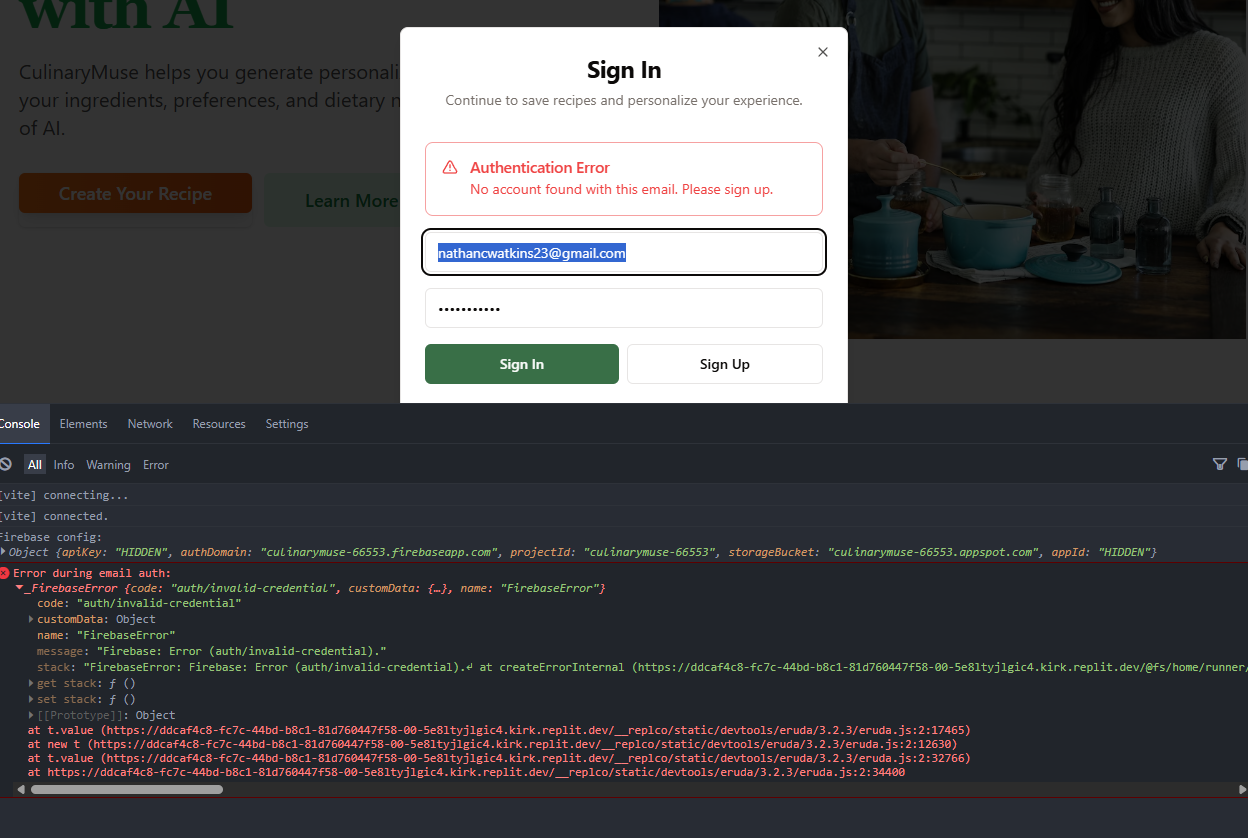 with AI
CulinaryMuse helps you generate personali
your ingredients, preferences, and dietary n
of AI.
Create Your Recipe
Learn More
Sign In
Continue to save recipes and personalize your experience.
Authentication Error
No account found with this email. Please sign up.
nathancwatkins23@gmail.com
•••••••••••
Sign In
Sign Up
Console
Elements
Network
Resources
Settings
All
Info
Warning
Error
[vite] connecting...
[vite] connected.
Firebase config:
Object {apiKey: "HIDDEN", authDomain: "culinarymuse-66553.firebaseapp.com", projectId: "culinarymuse-66553", storageBucket: "culinarymuse-66553.appspot.com", appId: "HIDDEN"}
Error during email auth:
_FirebaseError {code: "auth/invalid-credential", customData: {…}, name: "FirebaseError"}
code: "auth/invalid-credential"
customData: Object
name: "FirebaseError"
message: "Firebase: Error (auth/invalid-credential)."
stack: "FirebaseError: Firebase: Error (auth/invalid-credential).↲ at createErrorInternal (https://ddcaf4c8-fc7c-44bd-b8c1-81d760447f58-00-5e8ltyjlgic4.kirk.replit.dev/@fs/home/runner/
get stack: ƒ ()
set stack: ƒ ()
[[Prototype]]: Object
at t.value (https://ddcaf4c8-fc7c-44bd-b8c1-81d760447f58-00-5e8ltyjlgic4.kirk.replit.dev/__replco/static/devtools/eruda/3.2.3/eruda.js:2:17465)
at new t (https://ddcaf4c8-fc7c-44bd-b8c1-81d760447f58-00-5e8ltyjlgic4.kirk.replit.dev/__replco/static/devtools/eruda/3.2.3/eruda.js:2:12630)
at t.value (https://ddcaf4c8-fc7c-44bd-b8c1-81d760447f58-00-5e8ltyjlgic4.kirk.replit.dev/__replco/static/devtools/eruda/3.2.3/eruda.js:2:32766)
at https://ddcaf4c8-fc7c-44bd-b8c1-81d760447f58-00-5e8ltyjlgic4.kirk.replit.dev/__replco/static/devtools/eruda/3.2.3/eruda.js:2:34400